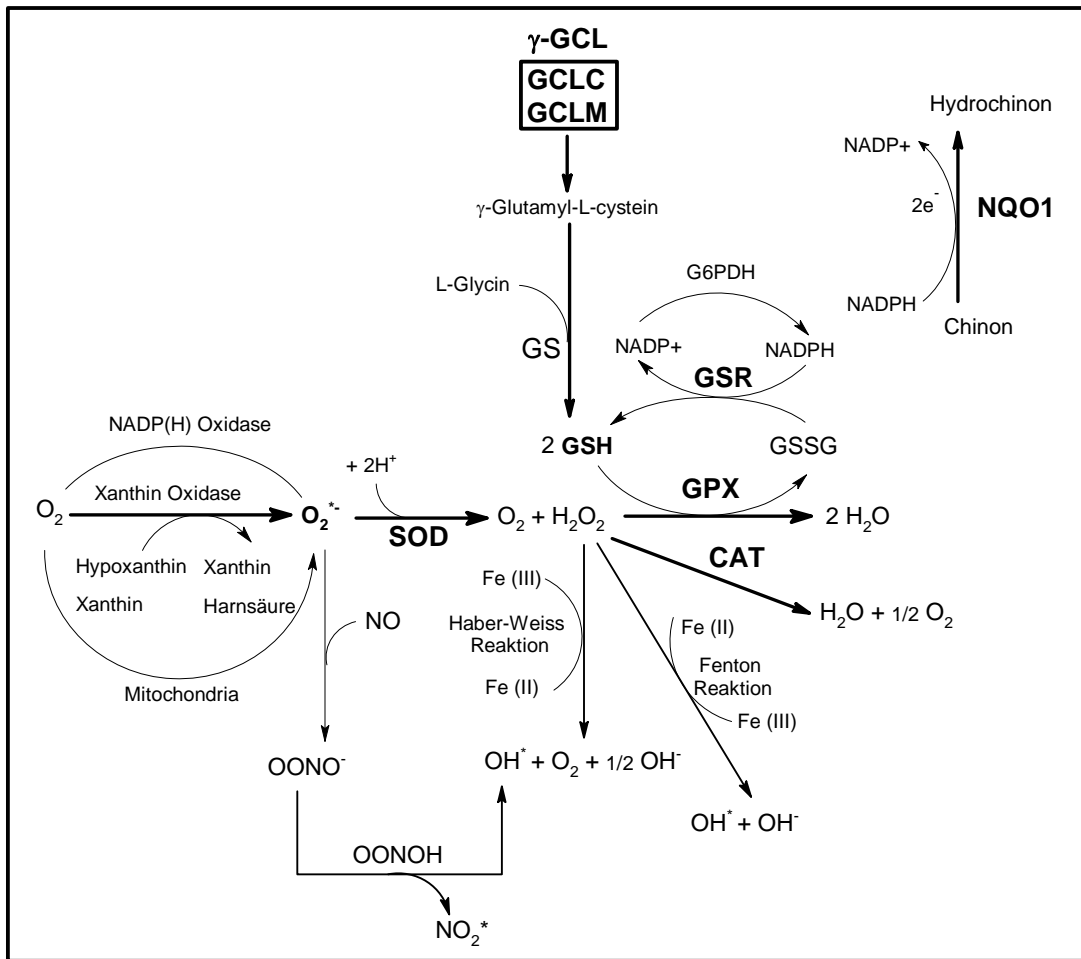 γ-GCL
GCLC
GCLM
Hydrochinon
NADP+
2e⁻
NQO1
γ-Glutamyl-L-cystein
G6PDH
L-Glycin
NADPH
Chinon
GS
NADP+
NADPH
GSR
NADP(H) Oxidase
2 GSH
GSSG
+ 2H⁺
Xanthin Oxidase
GPX
O₂
O₂*⁻
SOD
O₂ + H₂O₂
2 H₂O
CAT
Hypoxanthin
Xanthin
Xanthin
Harnsäure
Fe (III)
H₂O + 1/2 O₂
NO
Haber-Weiss
Reaktion
Fe (II)
Fenton
Reaktion
Fe (II)
Fe (III)
Mitochondria
OONO⁻
OH* + O₂ + 1/2 OH⁻
OH* + OH⁻
OONOH
NO₂*